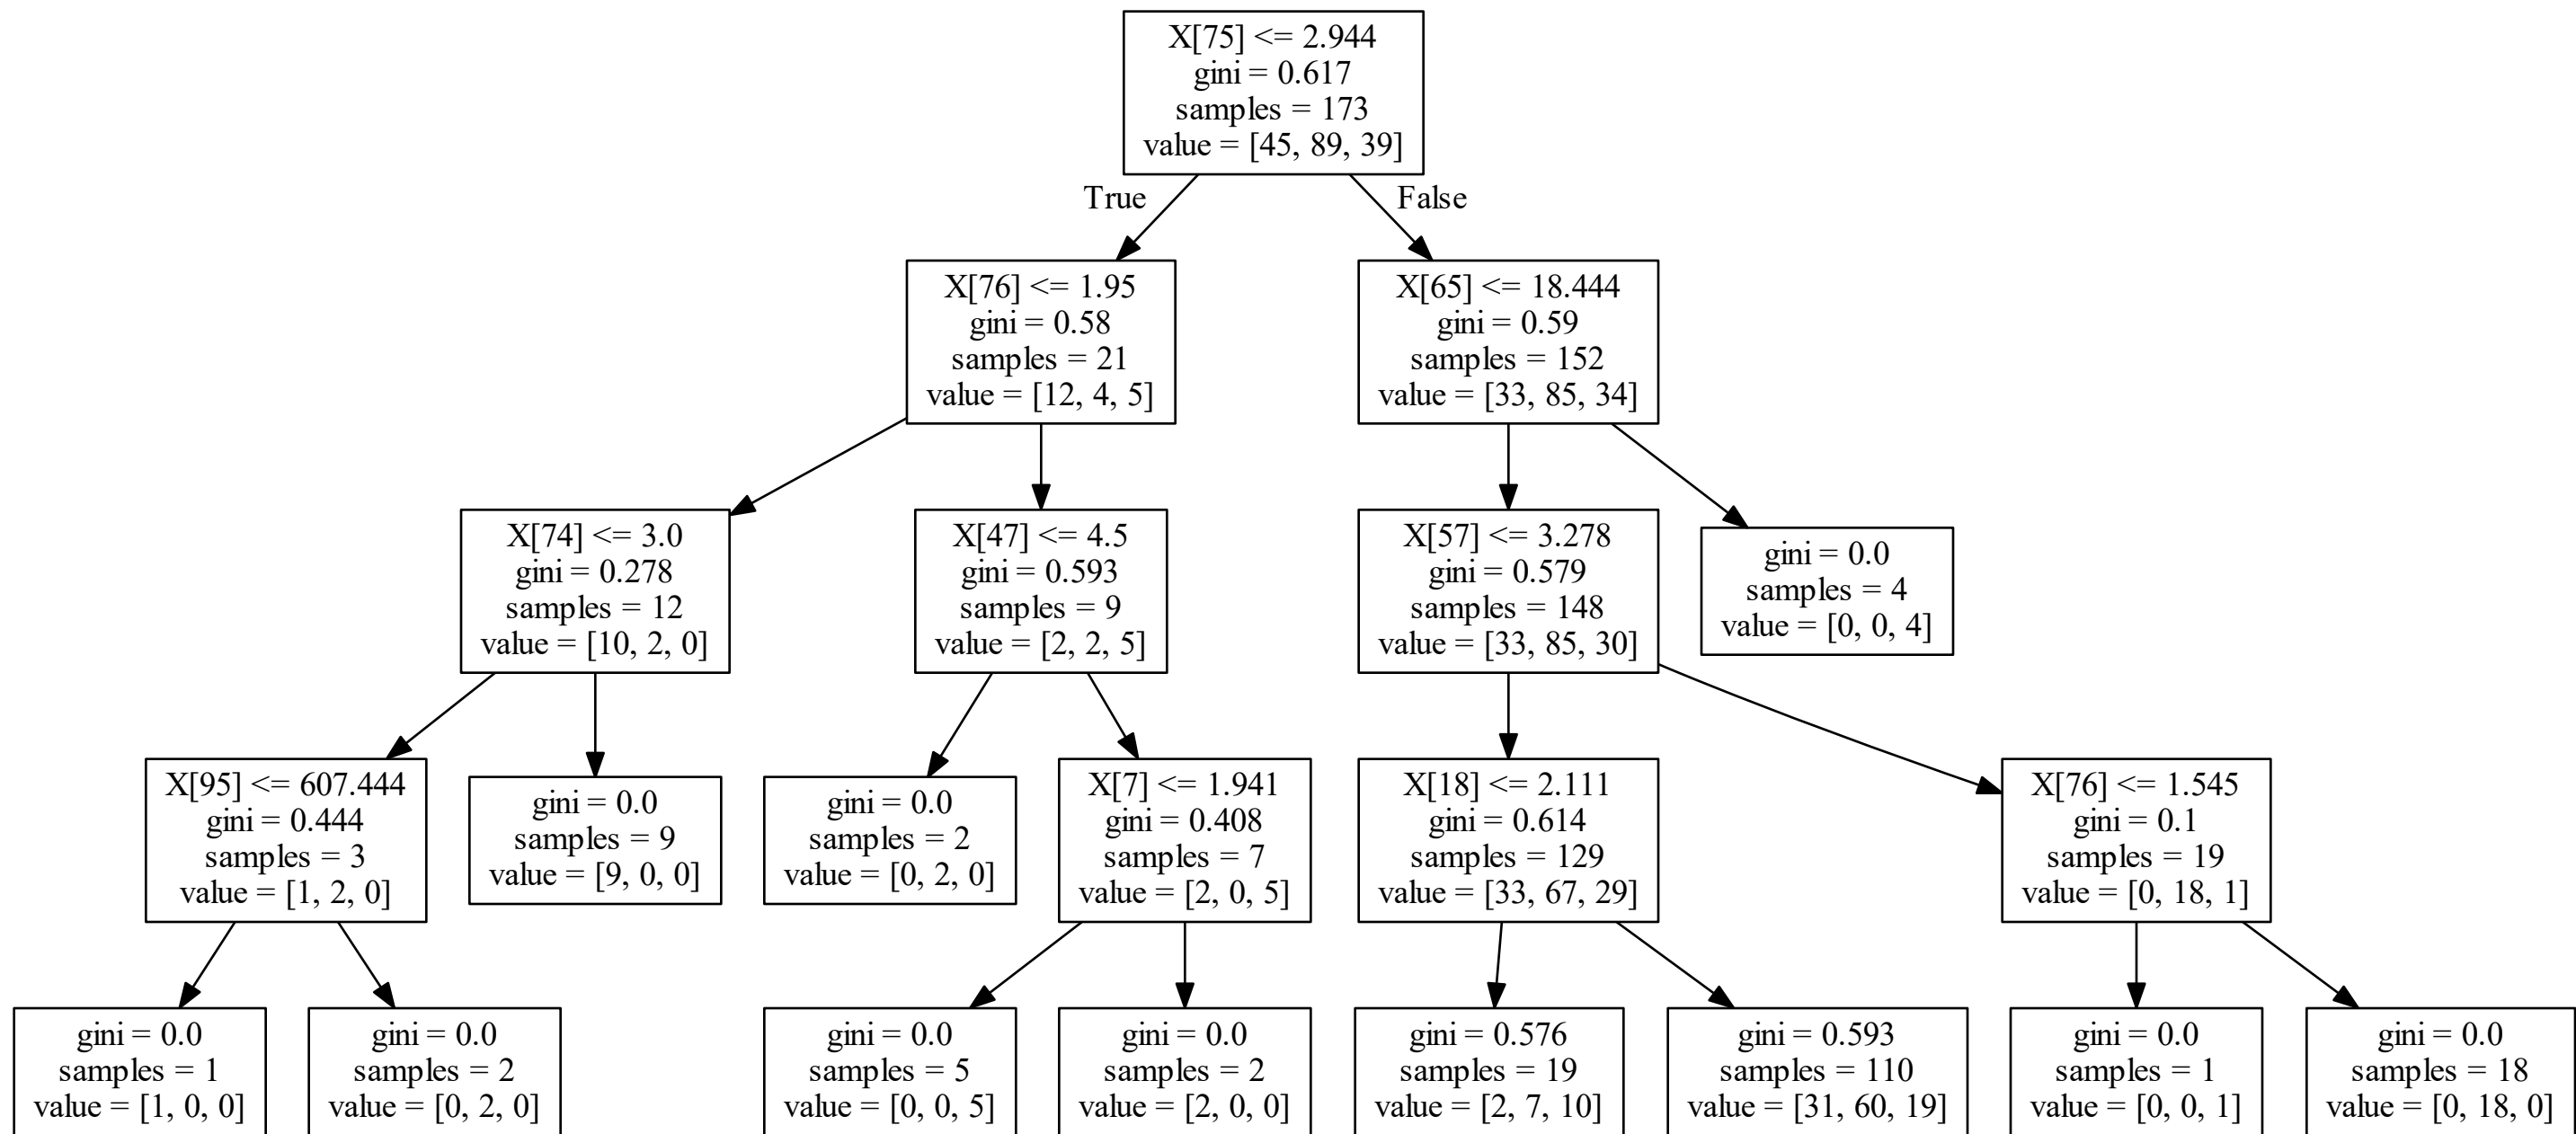 X[75] <= 2.944
gini = 0.617
samples = 173
value = [45, 89, 39]
True
False
X[76] <= 1.95
gini = 0.58
samples = 21
value = [12, 4, 5]
X[65] <= 18.444
gini = 0.59
samples = 152
value = [33, 85, 34]
X[74] <= 3.0
gini = 0.278
samples = 12
value = [10, 2, 0]
X[47] <= 4.5
gini = 0.593
samples = 9
value = [2, 2, 5]
X[57] <= 3.278
gini = 0.579
samples = 148
value = [33, 85, 30]
gini = 0.0
samples = 4
value = [0, 0, 4]
X[95] <= 607.444
gini = 0.444
samples = 3
value = [1, 2, 0]
gini = 0.0
samples = 9
value = [9, 0, 0]
gini = 0.0
samples = 2
value = [0, 2, 0]
X[7] <= 1.941
gini = 0.408
samples = 7
value = [2, 0, 5]
X[18] <= 2.111
gini = 0.614
samples = 129
value = [33, 67, 29]
X[76] <= 1.545
gini = 0.1
samples = 19
value = [0, 18, 1]
gini = 0.0
samples = 1
value = [1, 0, 0]
gini = 0.0
samples = 2
value = [0, 2, 0]
gini = 0.0
samples = 5
value = [0, 0, 5]
gini = 0.0
samples = 2
value = [2, 0, 0]
gini = 0.576
samples = 19
value = [2, 7, 10]
gini = 0.593
samples = 110
value = [31, 60, 19]
gini = 0.0
samples = 1
value = [0, 0, 1]
gini = 0.0
samples = 18
value = [0, 18, 0]